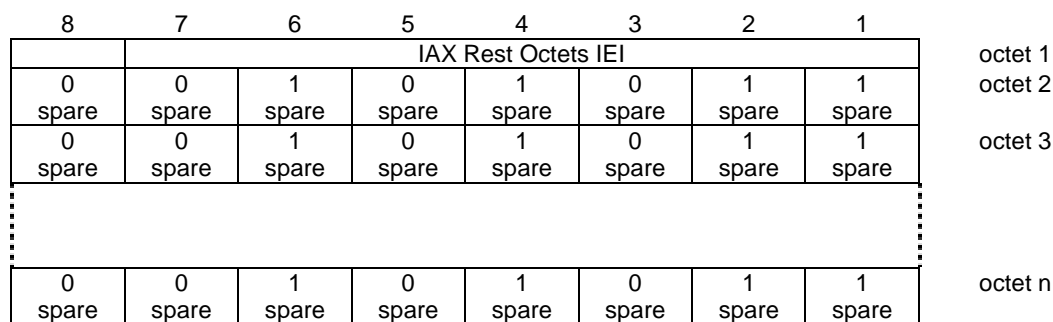 8 7 6 5 4 3 2 1
IAX Rest Octets IEI octet 1
0 0 1 0 1 0 1 1 octet 2
spare spare spare spare spare spare spare spare
0 0 1 0 1 0 1 1 octet 3
spare spare spare spare spare spare spare spare
0 0 1 0 1 0 1 1 octet n
spare spare spare spare spare spare spare spare